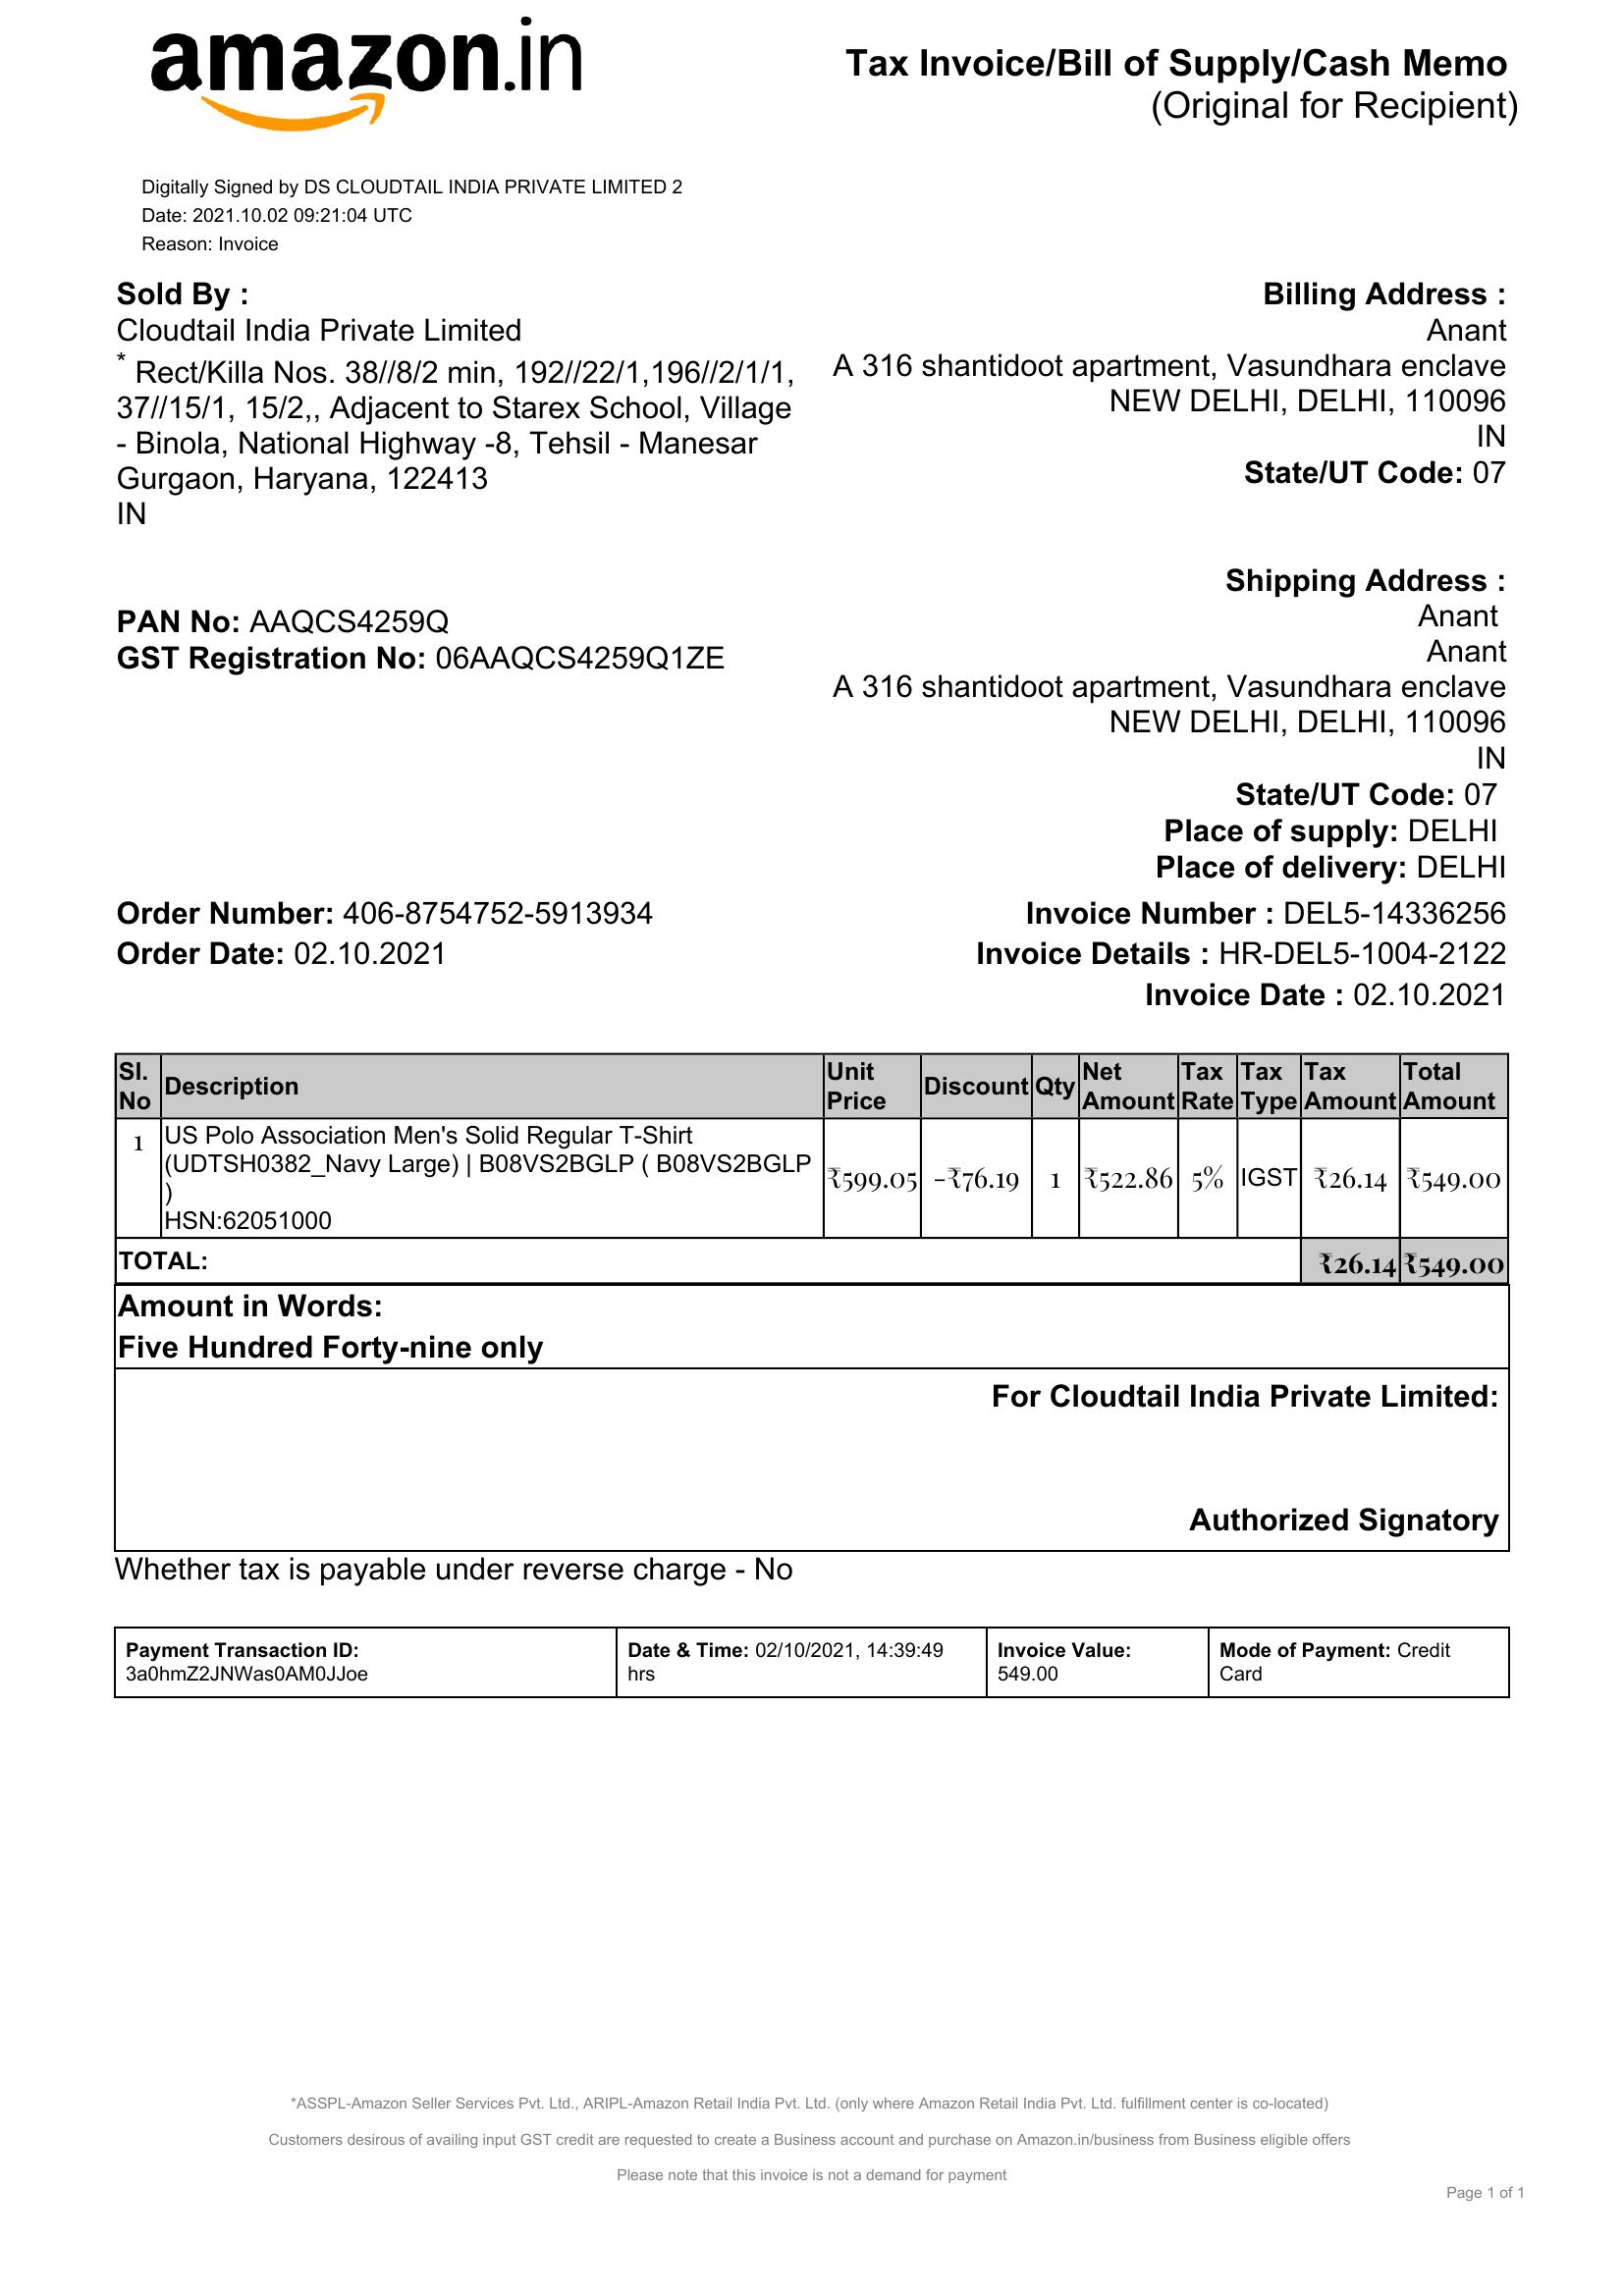 amazon.in
Tax Invoice/Bill of Supply/Cash Memo
(Original for Recipient)
Digitally Signed by DS CLOUDTAIL INDIA PRIVATE LIMITED 2
Date: 2021.10.02 09:21:04 UTC
Reason: Invoice
Sold By :
Cloudtail India Private Limited
* Rect/Killa Nos. 38//8/2 min, 192//22/1,196//2/1/1,
37//15/1, 15/2,, Adjacent to Starex School, Village
- Binola, National Highway -8, Tehsil - Manesar
Gurgaon, Haryana, 122413
IN
PAN No: AAQCS4259Q
GST Registration No: 06AAQCS4259Q1ZE
Billing Address :
Anant
A 316 shantidoot apartment, Vasundhara enclave
NEW DELHI, DELHI, 110096
IN
State/UT Code: 07
Shipping Address :
Anant
Anant
A 316 shantidoot apartment, Vasundhara enclave
NEW DELHI, DELHI, 110096
IN
State/UT Code: 07
Place of supply: DELHI
Place of delivery: DELHI
Order Number: 406-8754752-5913934
Order Date: 02.10.2021
Invoice Number : DEL5-14336256
Invoice Details : HR-DEL5-1004-2122
Invoice Date : 02.10.2021
Sl. No Description Unit Price Discount Qty Net Amount Tax Rate Tax Type Tax Amount Total Amount
1 US Polo Association Men's Solid Regular T-Shirt
(UDTSH0382_Navy Large) | B08VS2BGLP ( B08VS2BGLP
)
HSN:62051000
₹599.05 -₹76.19 1 ₹522.86 5% IGST ₹26.14 ₹549.00
TOTAL: ₹26.14 ₹549.00
Amount in Words:
Five Hundred Forty-nine only
For Cloudtail India Private Limited:
Authorized Signatory
Whether tax is payable under reverse charge - No
Payment Transaction ID:
3a0hmZ2JNWas0AM0JJoe
Date & Time: 02/10/2021, 14:39:49
hrs
Invoice Value:
549.00
Mode of Payment: Credit
Card
*ASSPL-Amazon Seller Services Pvt. Ltd., ARIPL-Amazon Retail India Pvt. Ltd. (only where Amazon Retail India Pvt. Ltd. fulfillment center is co-located)
Customers desirous of availing input GST credit are requested to create a Business account and purchase on Amazon.in/business from Business eligible offers
Please note that this invoice is not a demand for payment
Page 1 of 1